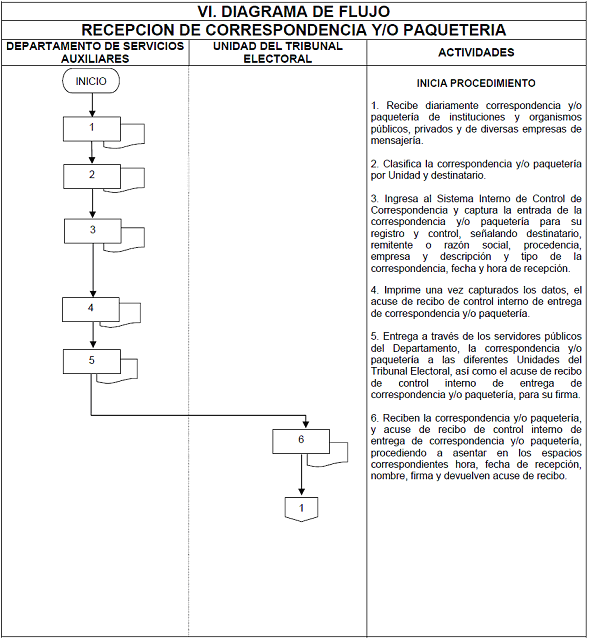 VI. DIAGRAMA DE FLUJO
RECEPCION DE CORRESPONDENCIA Y/O PAQUETERIA
DEPARTAMENTO DE SERVICIOS
AUXILIARES
UNIDAD DEL TRIBUNAL
ELECTORAL
ACTIVIDADES
INICIO
1
2
3
4
5
6
1
INICIA PROCEDIMIENTO
1. Recibe diariamente correspondencia y/o
paquetería de instituciones y organismos
públicos, privados y de diversas empresas de
mensajería.
2. Clasifica la correspondencia y/o paquetería
por Unidad y destinatario.
3. Ingresa al Sistema Interno de Control de
Correspondencia y captura la entrada de la
correspondencia y/o paquetería para su
registro y control, señalando destinatario,
remitente o razón social, procedencia,
empresa y descripción y tipo de la
correspondencia, fecha y hora de recepción.
4. Imprime una vez capturados los datos, el
acuse de recibo de control interno de entrega
de correspondencia y/o paquetería.
5. Entrega a través de los servidores públicos
del Departamento, la correspondencia y/o
paquetería a las diferentes Unidades del
Tribunal Electoral, así como el acuse de recibo
de control interno de entrega de
correspondencia y/o paquetería, para su firma.
6. Reciben la correspondencia y/o paquetería,
y acuse de recibo de control interno de
entrega de correspondencia y/o paquetería,
procediendo a asentar en los espacios
correspondientes hora, fecha de recepción,
nombre, firma y devuelven acuse de recibo.